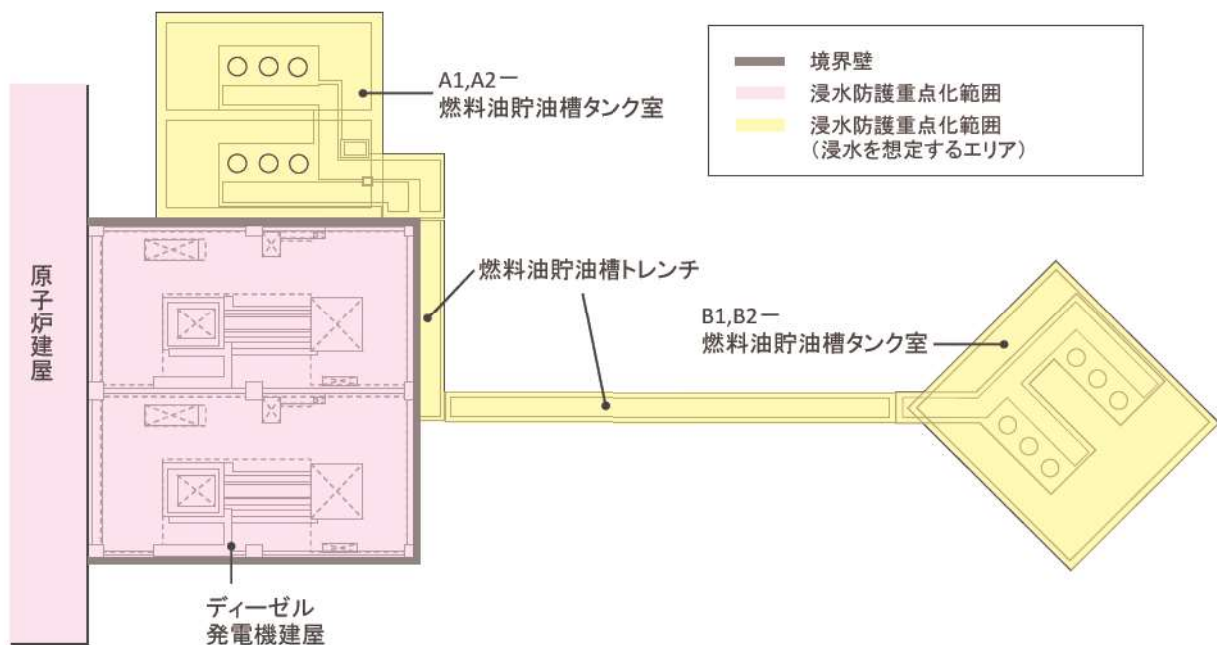 A1,A2ー
燃料油貯油槽タンク室
境界壁
浸水防護重点化範囲
浸水防護重点化範囲
（浸水を想定するエリア）
原子炉建屋
燃料油貯油槽トレンチ
B1,B2ー
燃料油貯油槽タンク室
ディーゼル
発電機建屋